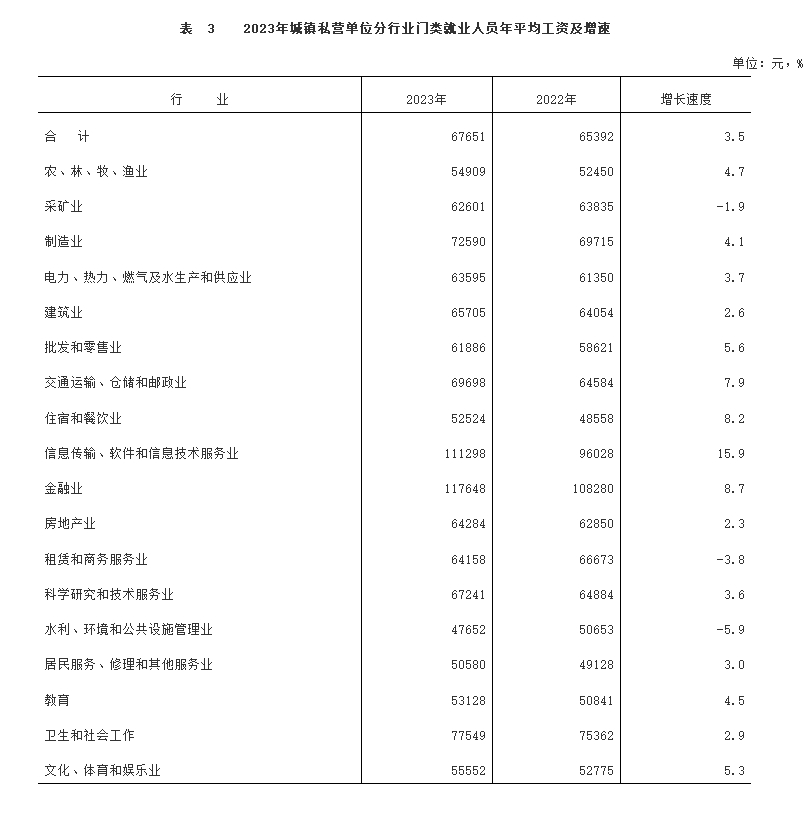 表 3 2023年城镇私营单位分行业门类就业人员年平均工资及增速
单位：元，%
行 业 2023年 2022年 增长速度
合 计 67651 65392 3.5
农、林、牧、渔业 54909 52450 4.7
采矿业 62601 63835 -1.9
制造业 72590 69715 4.1
电力、热力、燃气及水生产和供应业 63595 61350 3.7
建筑业 65705 64054 2.6
批发和零售业 61886 58621 5.6
交通运输、仓储和邮政业 69698 64584 7.9
住宿和餐饮业 52524 48558 8.2
信息传输、软件和信息技术服务业 111298 96028 15.9
金融业 117648 108280 8.7
房地产业 64284 62850 2.3
租赁和商务服务业 64158 66673 -3.8
科学研究和技术服务业 67241 64884 3.6
水利、环境和公共设施管理业 47652 50653 -5.9
居民服务、修理和其他服务业 50580 49128 3.0
教育 53128 50841 4.5
卫生和社会工作 77549 75362 2.9
文化、体育和娱乐业 55552 52775 5.3